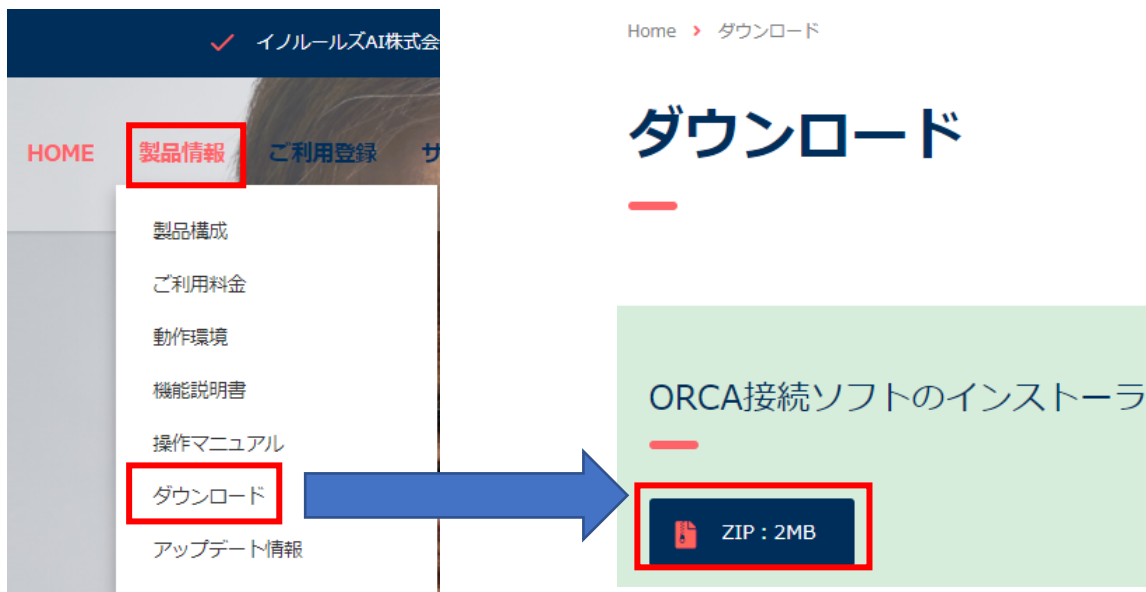 イノルールズAI株式会
HOME 製品情報 ご利用登録 サ
製品構成
ご利用料金
動作環境
機能説明書
操作マニュアル
ダウンロード
アップデート情報
Home > ダウンロード
ダウンロード
ORCA接続ソフトのインストーラ
ZIP : 2MB